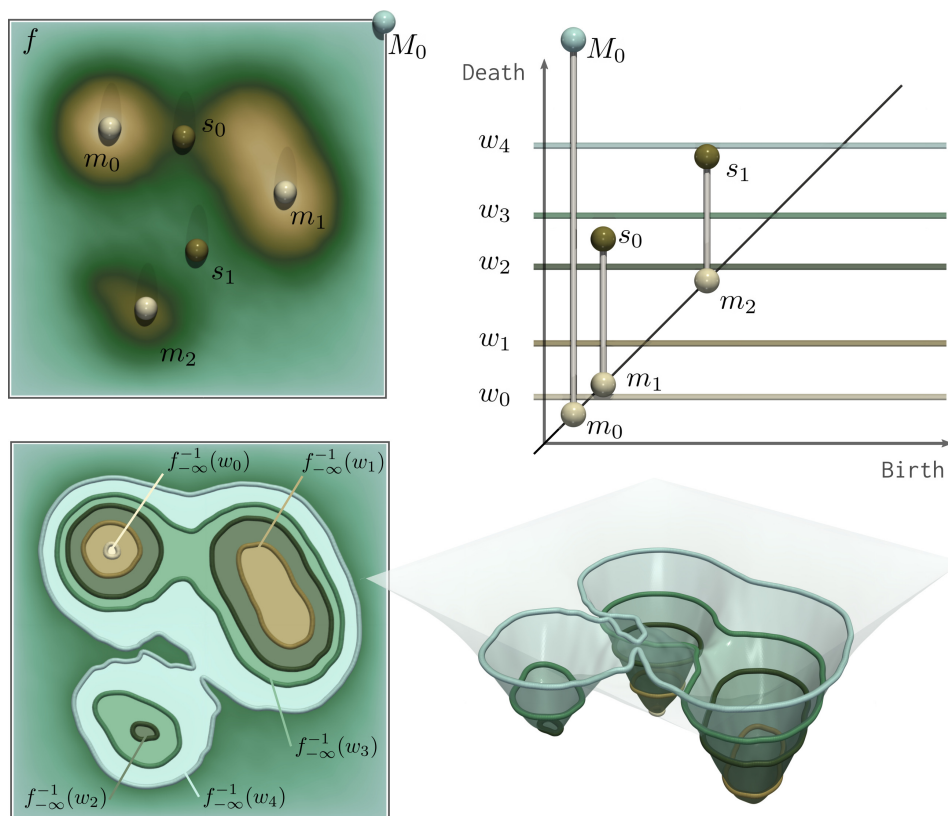 f
M₀
m₀
s₀
m₁
s₁
m₂
Death
M₀
w₄
s₁
w₃
s₀
w₂
m₂
w₁
m₁
w₀
m₀
Birth
f₋∞⁻¹(w₀)
f₋∞⁻¹(w₁)
f₋∞⁻¹(w₃)
f₋∞⁻¹(w₂)
f₋∞⁻¹(w₄)